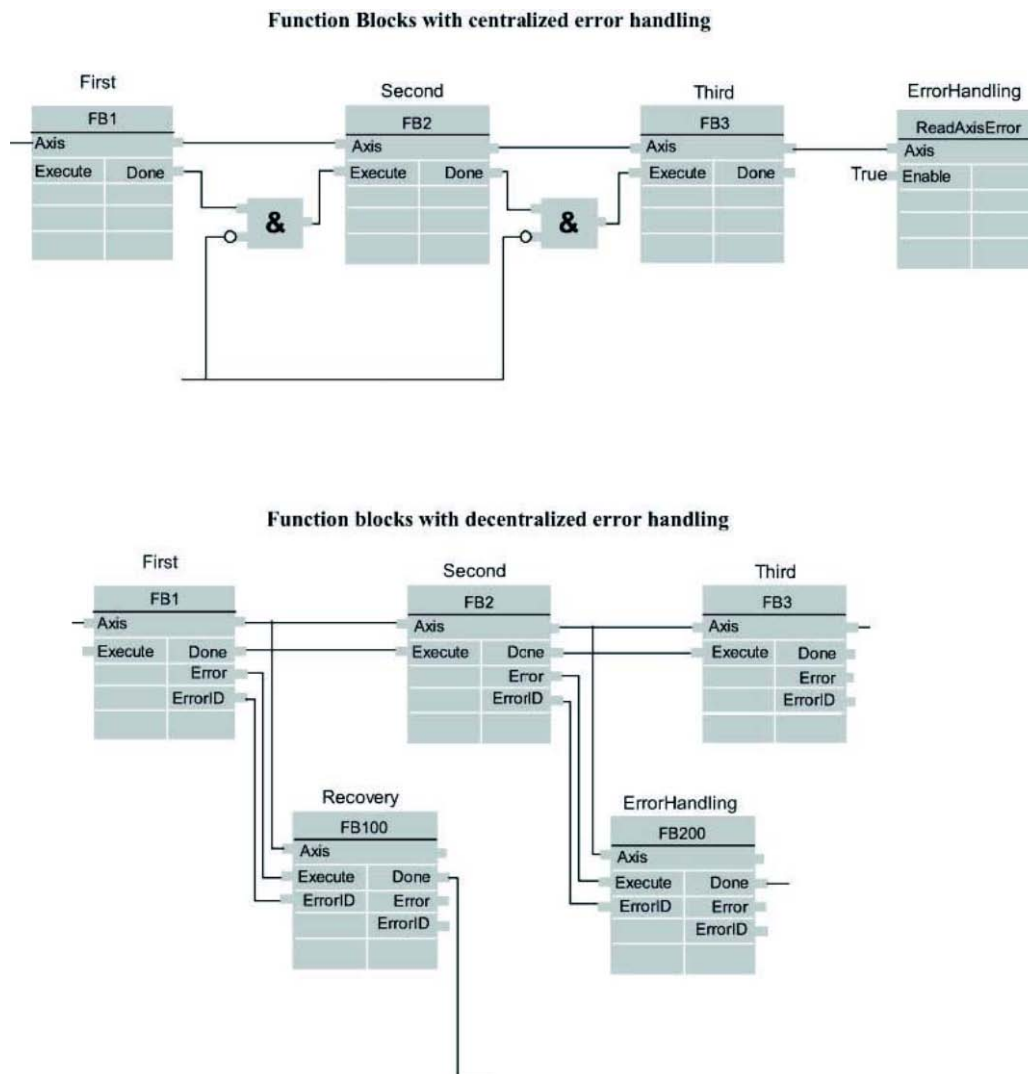 Function Blocks with centralized error handling
First
Second
Third
ErrorHandling
FB1
FB2
FB3
ReadAxisError
Axis
Axis
Axis
Axis
Execute Done
Execute Done
Execute Done
True Enable
&
&
Function blocks with decentralized error handling
First
Second
Third
FB1
FB2
FB3
Axis
Axis
Axis
Execute Done
Execute Done
Execute Done
Error
Error
Error
ErrorID
ErrorID
ErrorID
Recovery
ErrorHandling
FB100
FB200
Axis
Axis
Execute Done
Execute Done
ErrorID Error
ErrorID Error
ErrorID
ErrorID